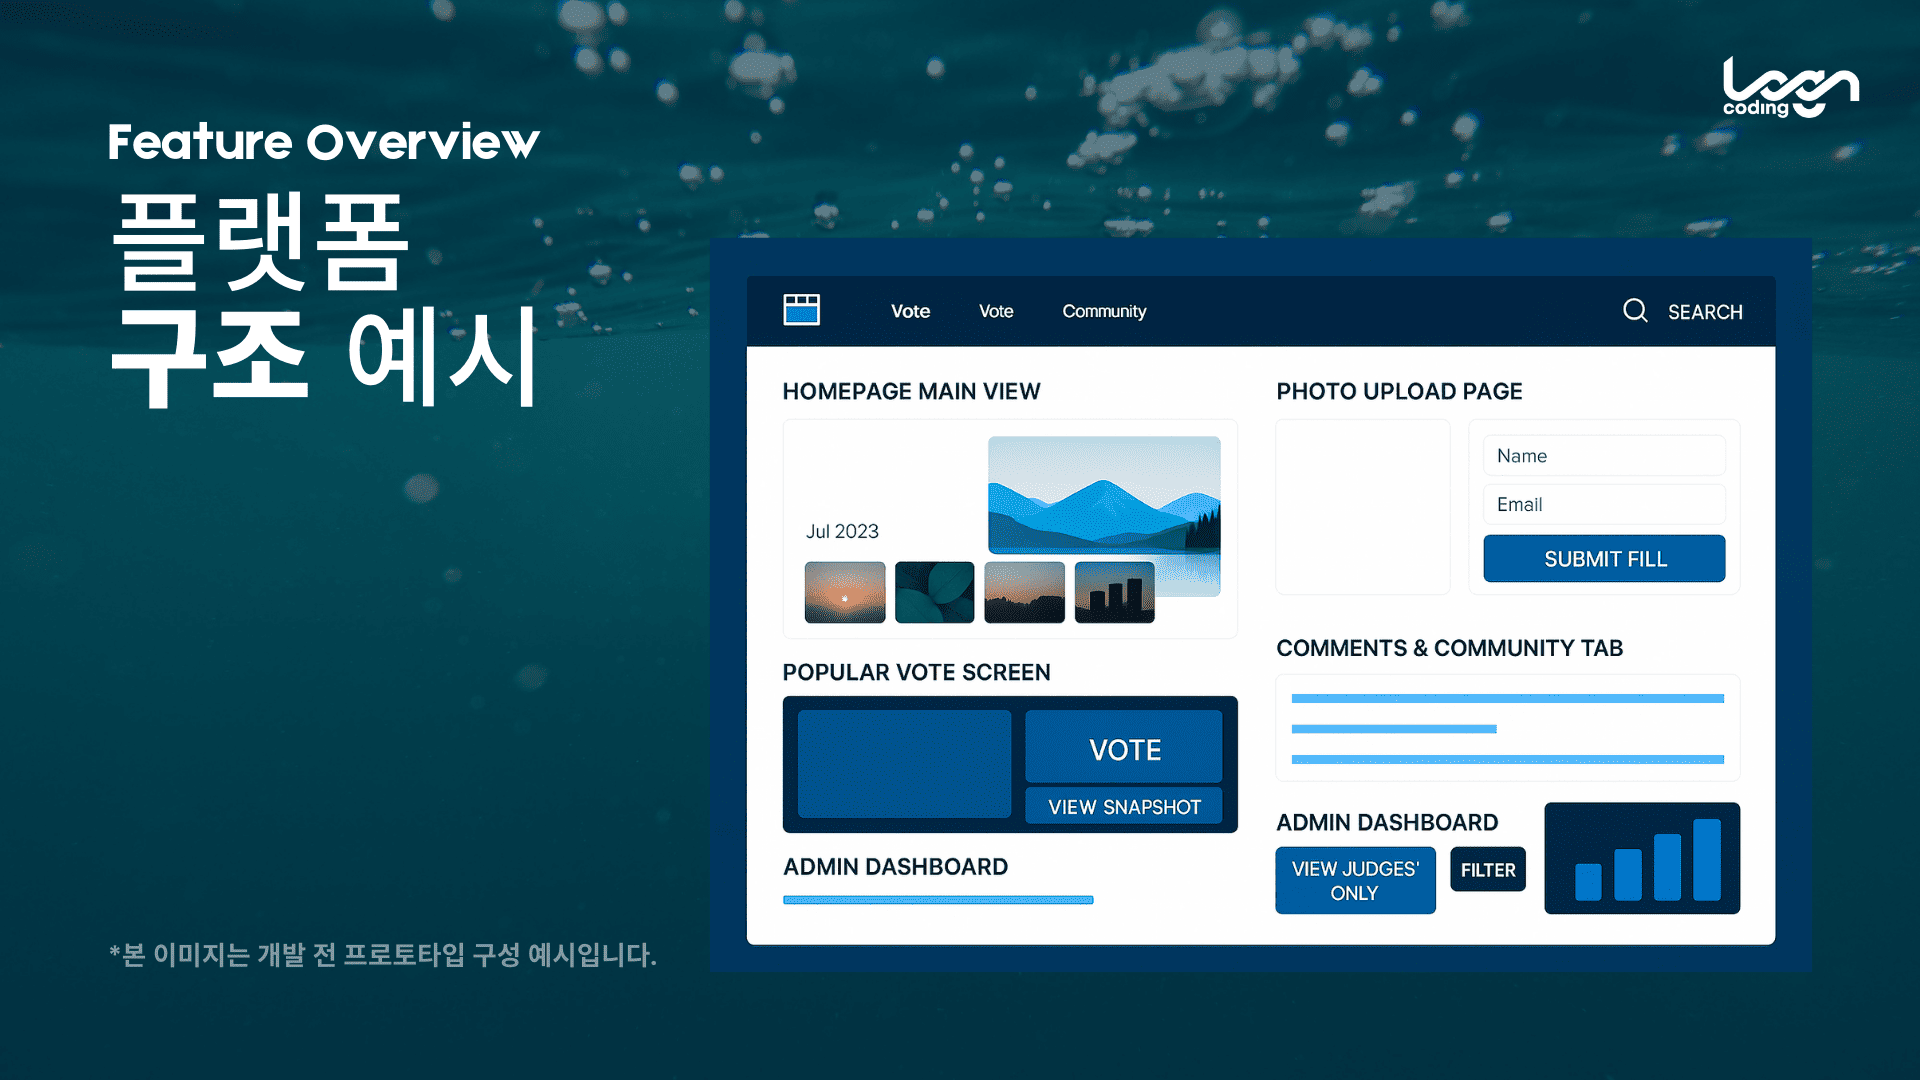 Feature Overview
플랫폼
구조 예시
coding
Vote
Vote
Community
SEARCH
HOMEPAGE MAIN VIEW
Jul 2023
POPULAR VOTE SCREEN
VOTE
VIEW SNAPSHOT
ADMIN DASHBOARD
PHOTO UPLOAD PAGE
Name
Email
SUBMIT FILL
COMMENTS & COMMUNITY TAB
ADMIN DASHBOARD
VIEW JUDGES'
ONLY
FILTER
*본 이미지는 개발 전 프로토타입 구성 예시입니다.